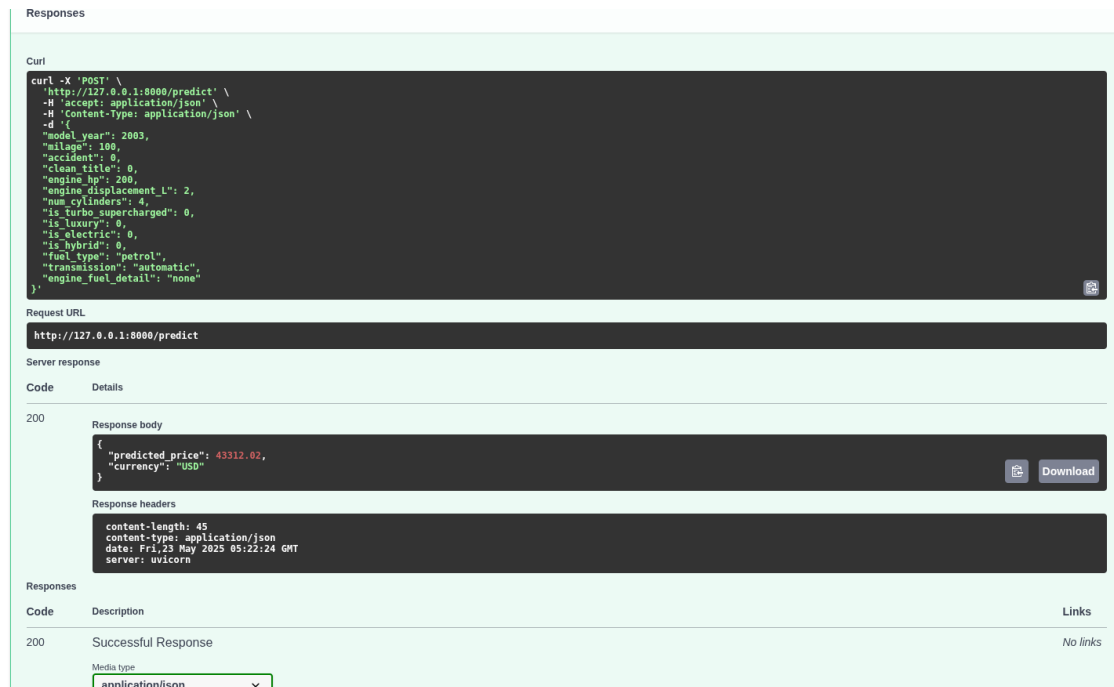 Responses
Curl
curl -X 'POST' \
  'http://127.0.0.1:8000/predict' \
  -H 'accept: application/json' \
  -H 'Content-Type: application/json' \
  -d '{
  "model_year": 2003,
  "milage": 100,
  "accident": 0,
  "clean_title": 0,
  "engine_hp": 200,
  "engine_displacement_L": 2,
  "num_cylinders": 4,
  "is_turbo_supercharged": 0,
  "is_luxury": 0,
  "is_electric": 0,
  "is_hybrid": 0,
  "fuel_type": "petrol",
  "transmission": "automatic",
  "engine_fuel_detail": "none"
}'
Request URL
http://127.0.0.1:8000/predict
Server response
Code Details
200
Response body
{
  "predicted_price": 43312.02,
  "currency": "USD"
}
Download
Response headers
content-length: 45
content-type: application/json
date: Fri,23 May 2025 05:22:24 GMT
server: uvicorn
Responses
Code Description Links
200 Successful Response No links
Media type
application/json